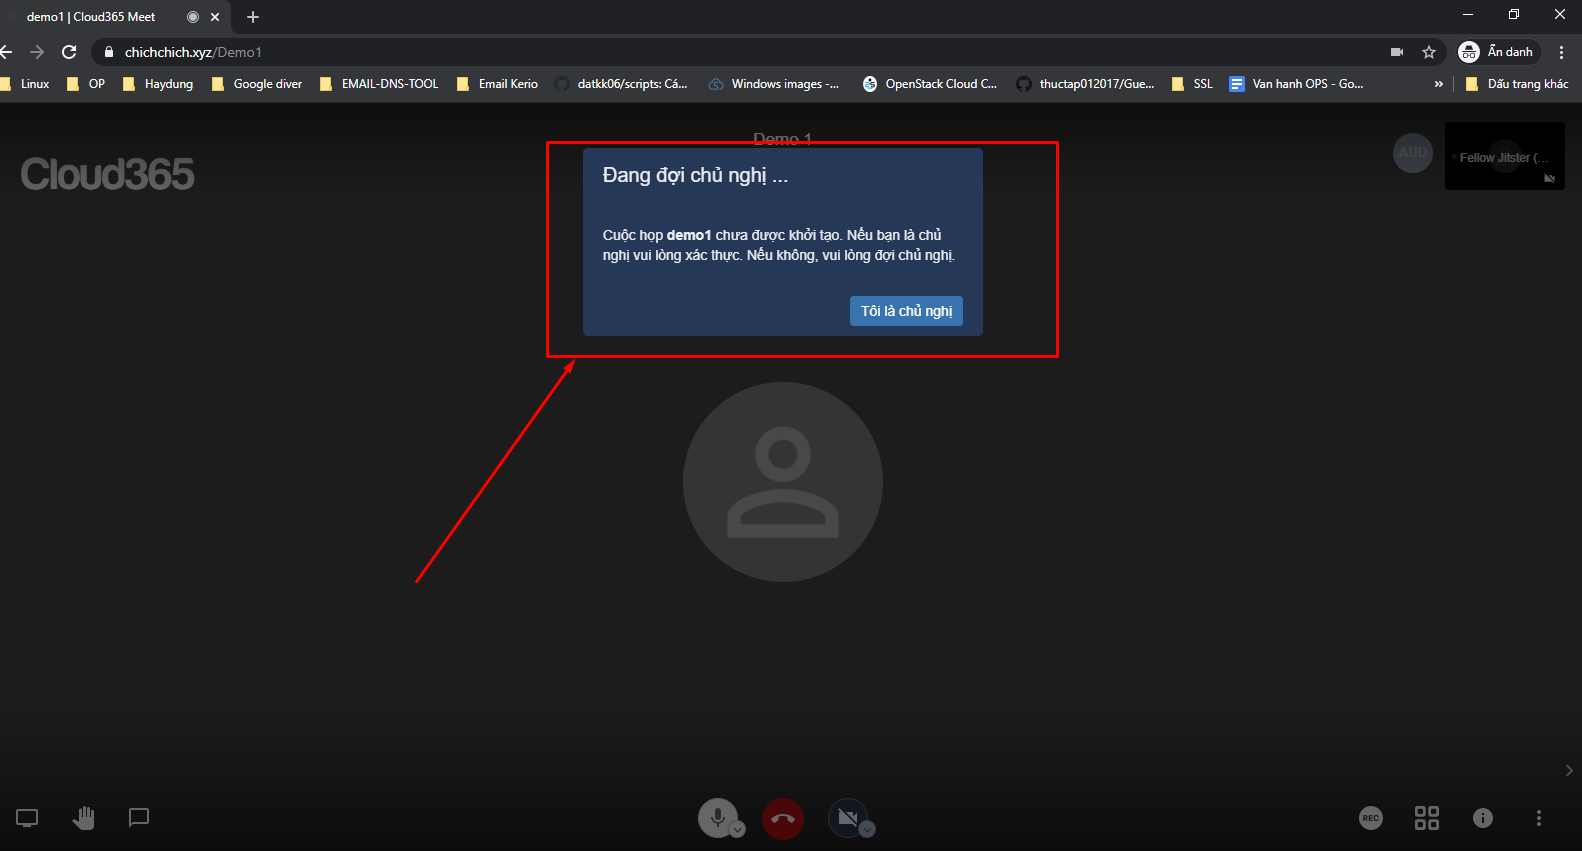 demo1 | Cloud365 Meet
chichchich.xyz/Demo1
Ẩn danh
Linux
OP
Haydung
Google diver
EMAIL-DNS-TOOL
Email Kerio
datkk06/scripts: Cá...
Windows images -...
OpenStack Cloud C...
thuctap012017/Gue...
SSL
Van hanh OPS - Go...
»
Dấu trang khác
Demo 1
Cloud365
AUD
Fellow Jitster (...
Đang đợi chủ nghị ...
Cuộc họp demo1 chưa được khởi tạo. Nếu bạn là chủ
nghị vui lòng xác thực. Nếu không, vui lòng đợi chủ nghị.
Tôi là chủ nghị
REC